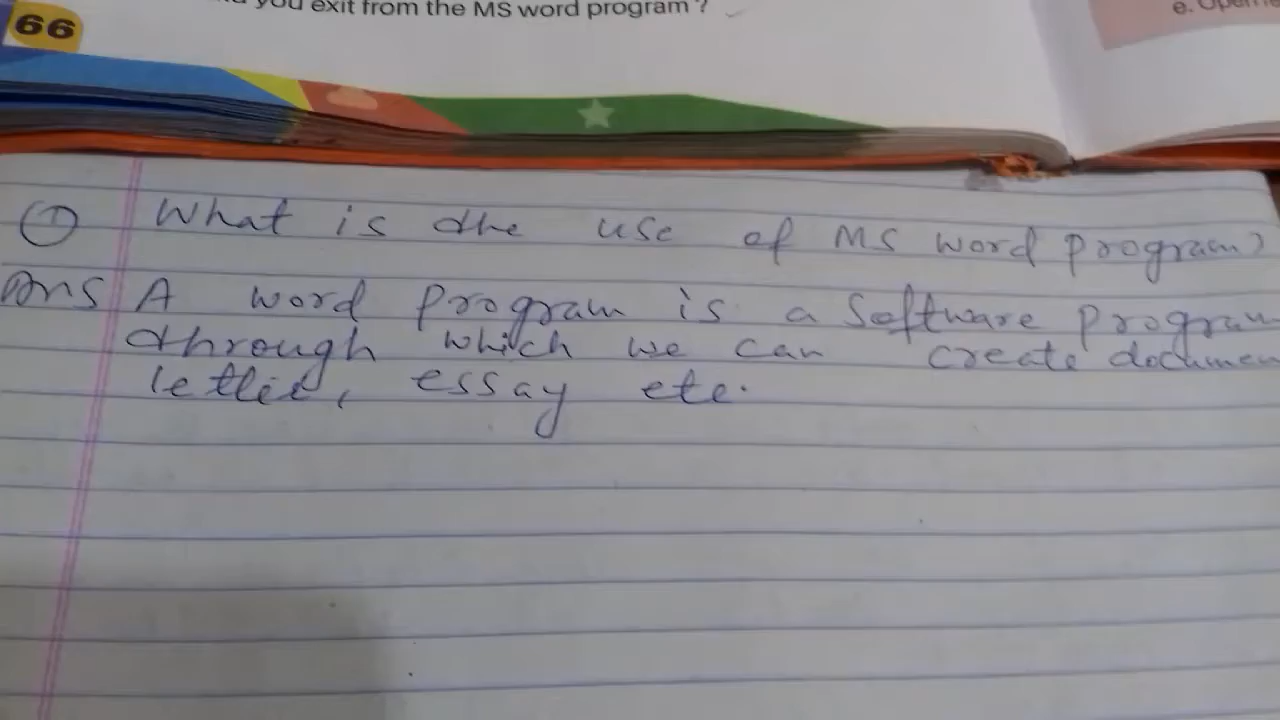 you exit from the MS word program ?
66
① What is the use of MS word program?
Ans A word program is a software program
through which we can create
letter, essay etc.